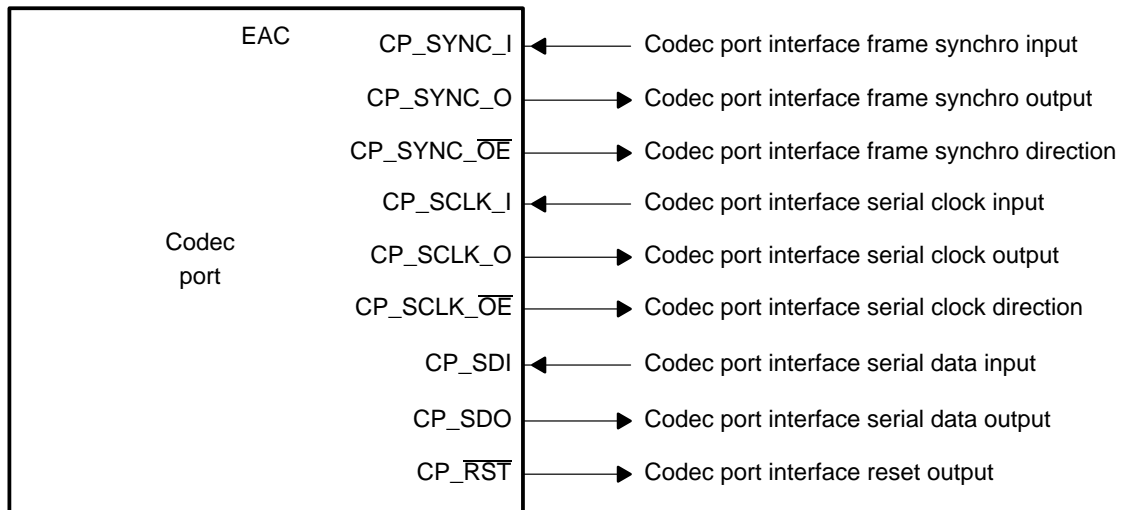 EAC
CP_SYNC_I Codec port interface frame synchro input
CP_SYNC_O Codec port interface frame synchro output
CP_SYNC_O̅E̅ Codec port interface frame synchro direction
CP_SCLK_I Codec port interface serial clock input
Codec
port
CP_SCLK_O Codec port interface serial clock output
CP_SCLK_O̅E̅ Codec port interface serial clock direction
CP_SDI Codec port interface serial data input
CP_SDO Codec port interface serial data output
CP_R̅S̅T̅ Codec port interface reset output